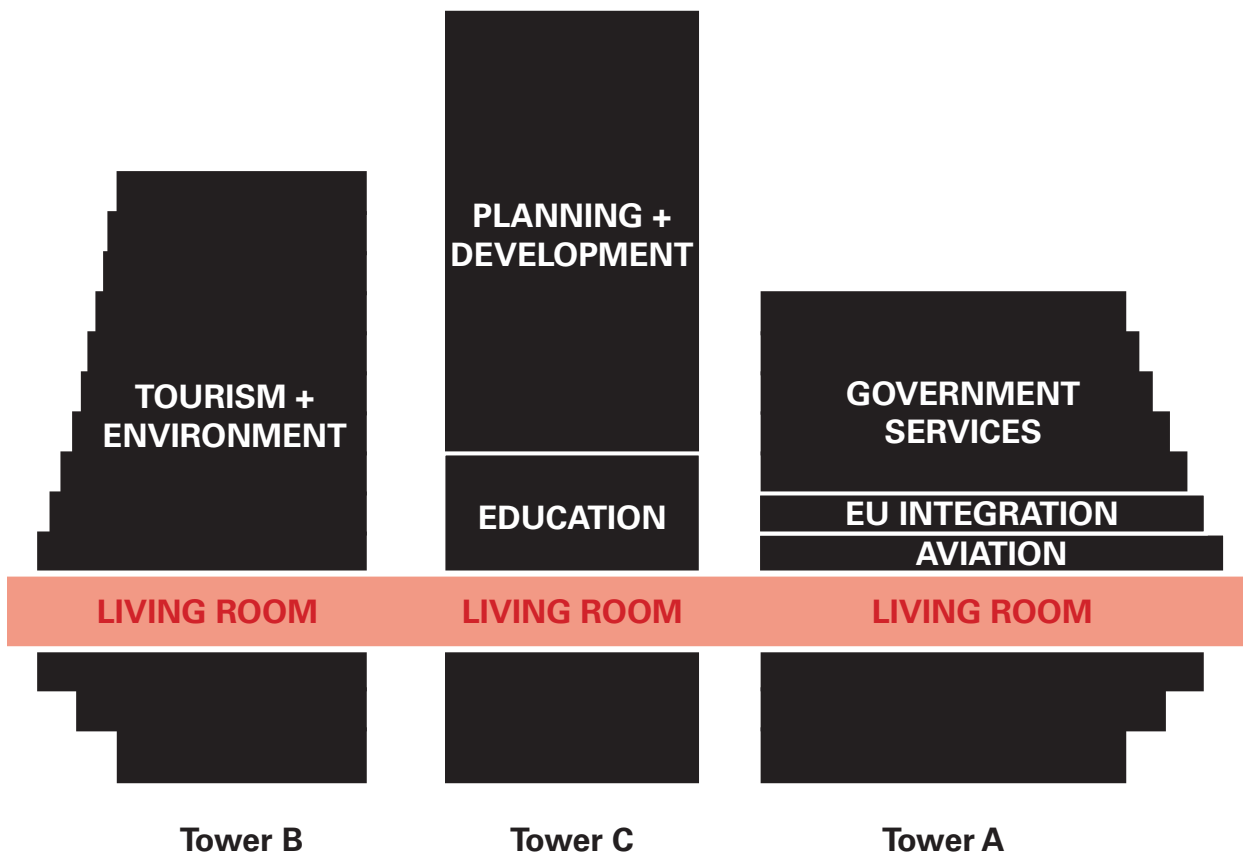 PLANNING +
DEVELOPMENT
TOURISM +
ENVIRONMENT
GOVERNMENT
SERVICES
EDUCATION
EU INTEGRATION
AVIATION
LIVING ROOM
LIVING ROOM
LIVING ROOM
Tower B
Tower C
Tower A